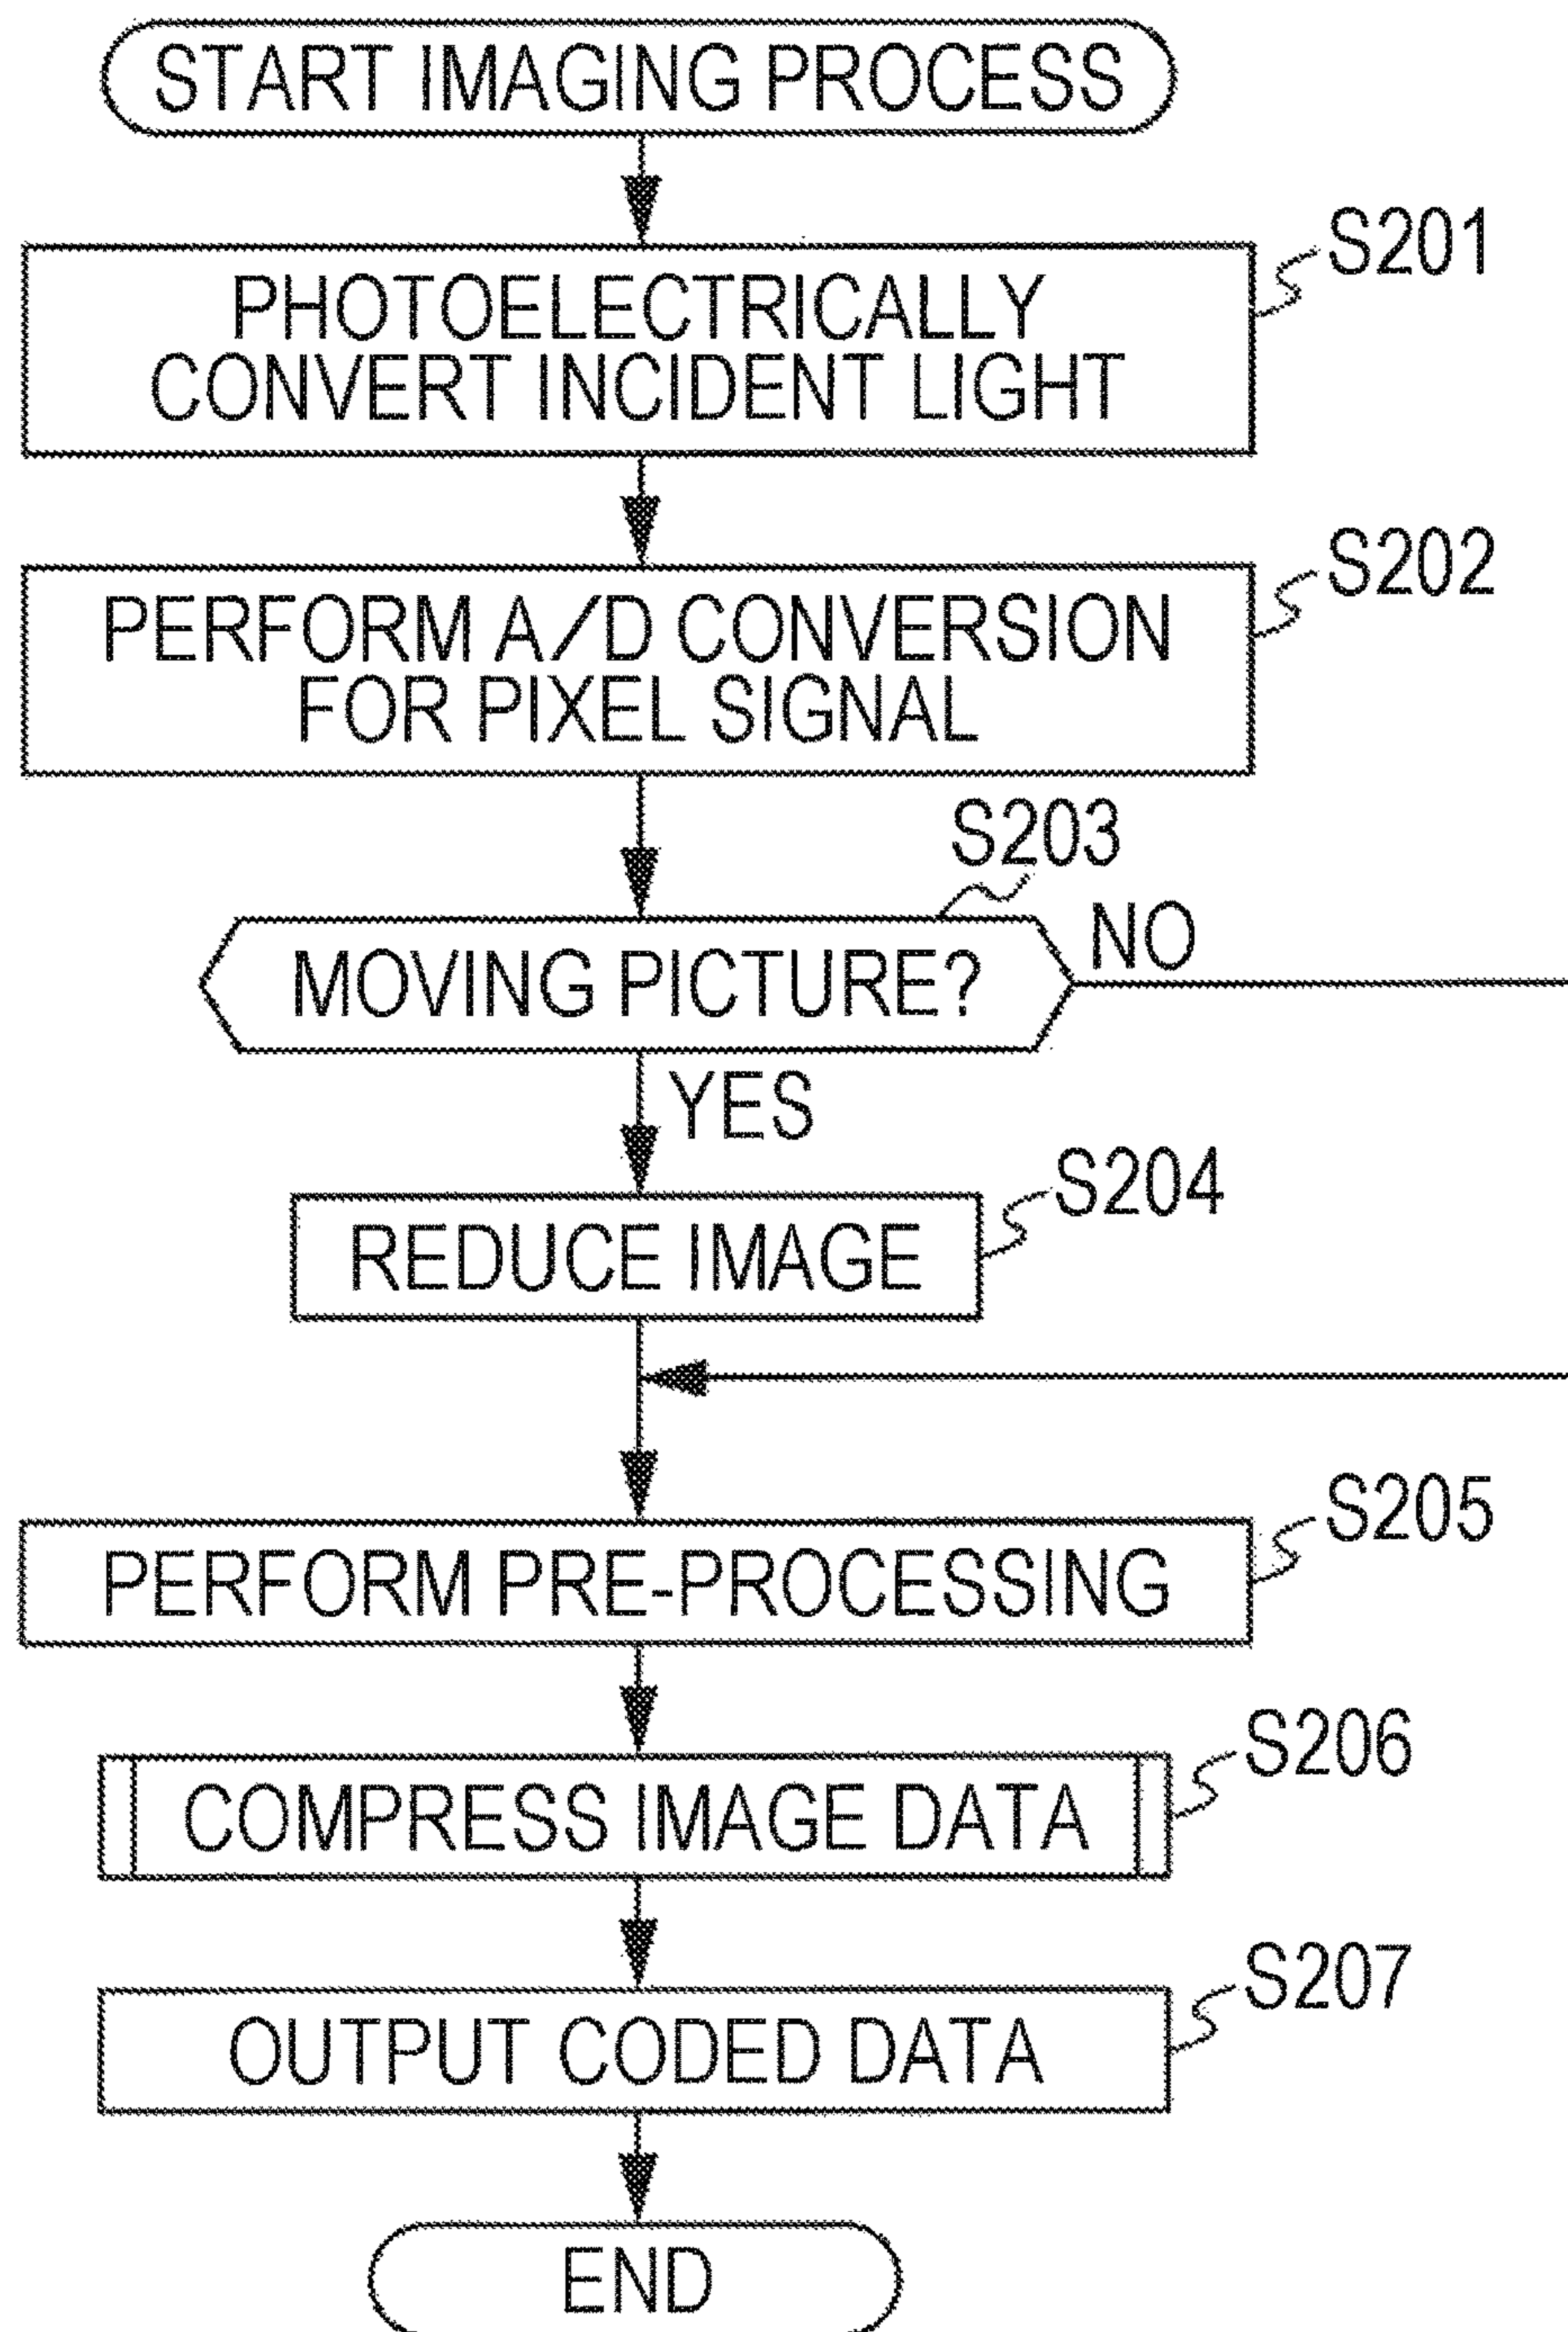 START IMAGING PROCESS
S201
PHOTOELECTRICALLY
CONVERT INCIDENT LIGHT
S202
PERFORM A/D CONVERSION
FOR PIXEL SIGNAL
S203
MOVING PICTURE?
NO
YES
S204
REDUCE IMAGE
S205
PERFORM PRE-PROCESSING
S206
COMPRESS IMAGE DATA
S207
OUTPUT CODED DATA
END